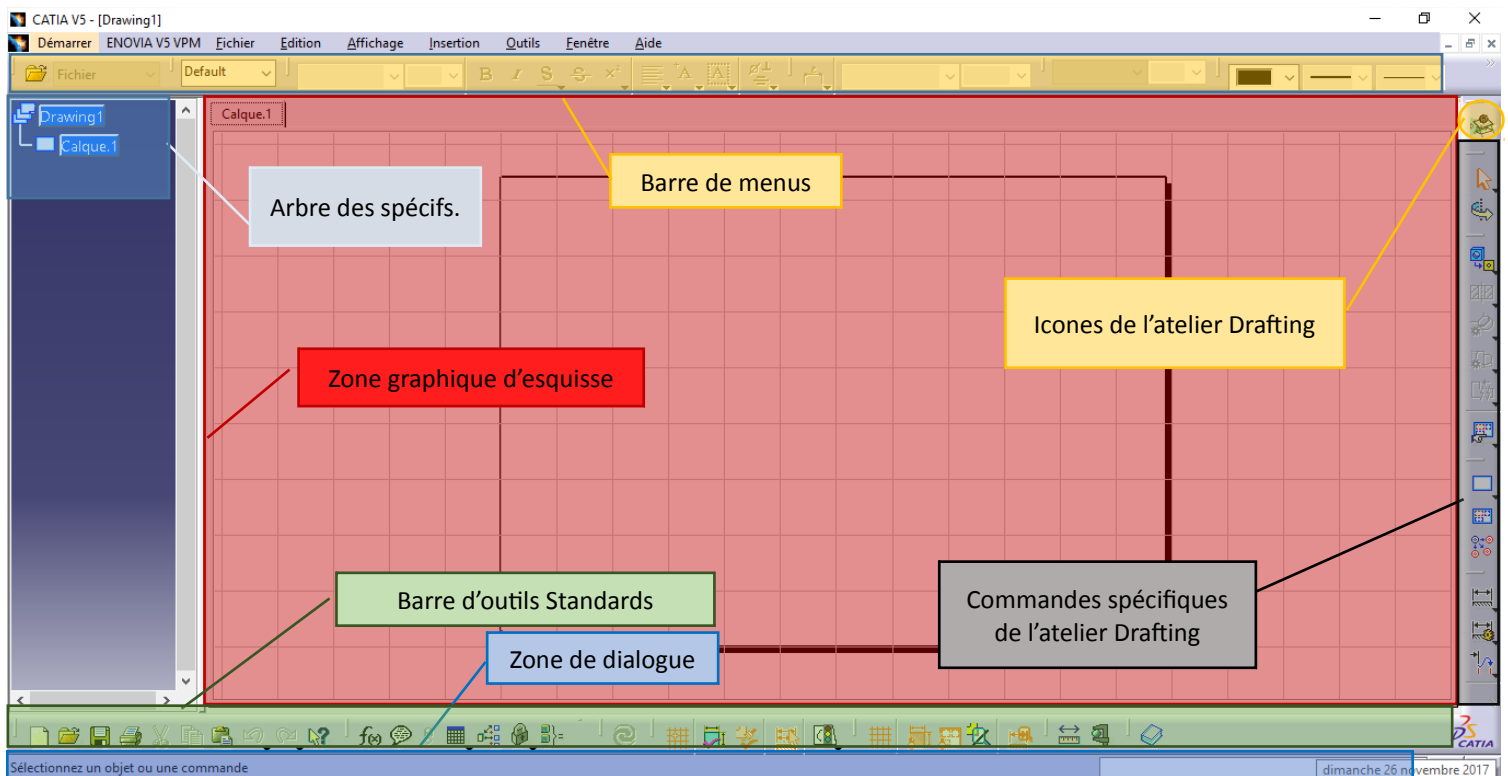 CATIA V5 - [Drawing1]
Démarrer ENOVIA V5 VPM Fichier Edition Affichage Insertion Outils Fenêtre Aide
Fichier Default B I S S x²
Drawing1
Calque.1
Calque.1
Barre de menus
Arbre des spécifs.
Icones de l’atelier Drafting
Zone graphique d’esquisse
Barre d’outils Standards
Commandes spécifiques
de l’atelier Drafting
Zone de dialogue
f(x)
CATIA
Sélectionnez un objet ou une commande
dimanche 26 novembre 2017